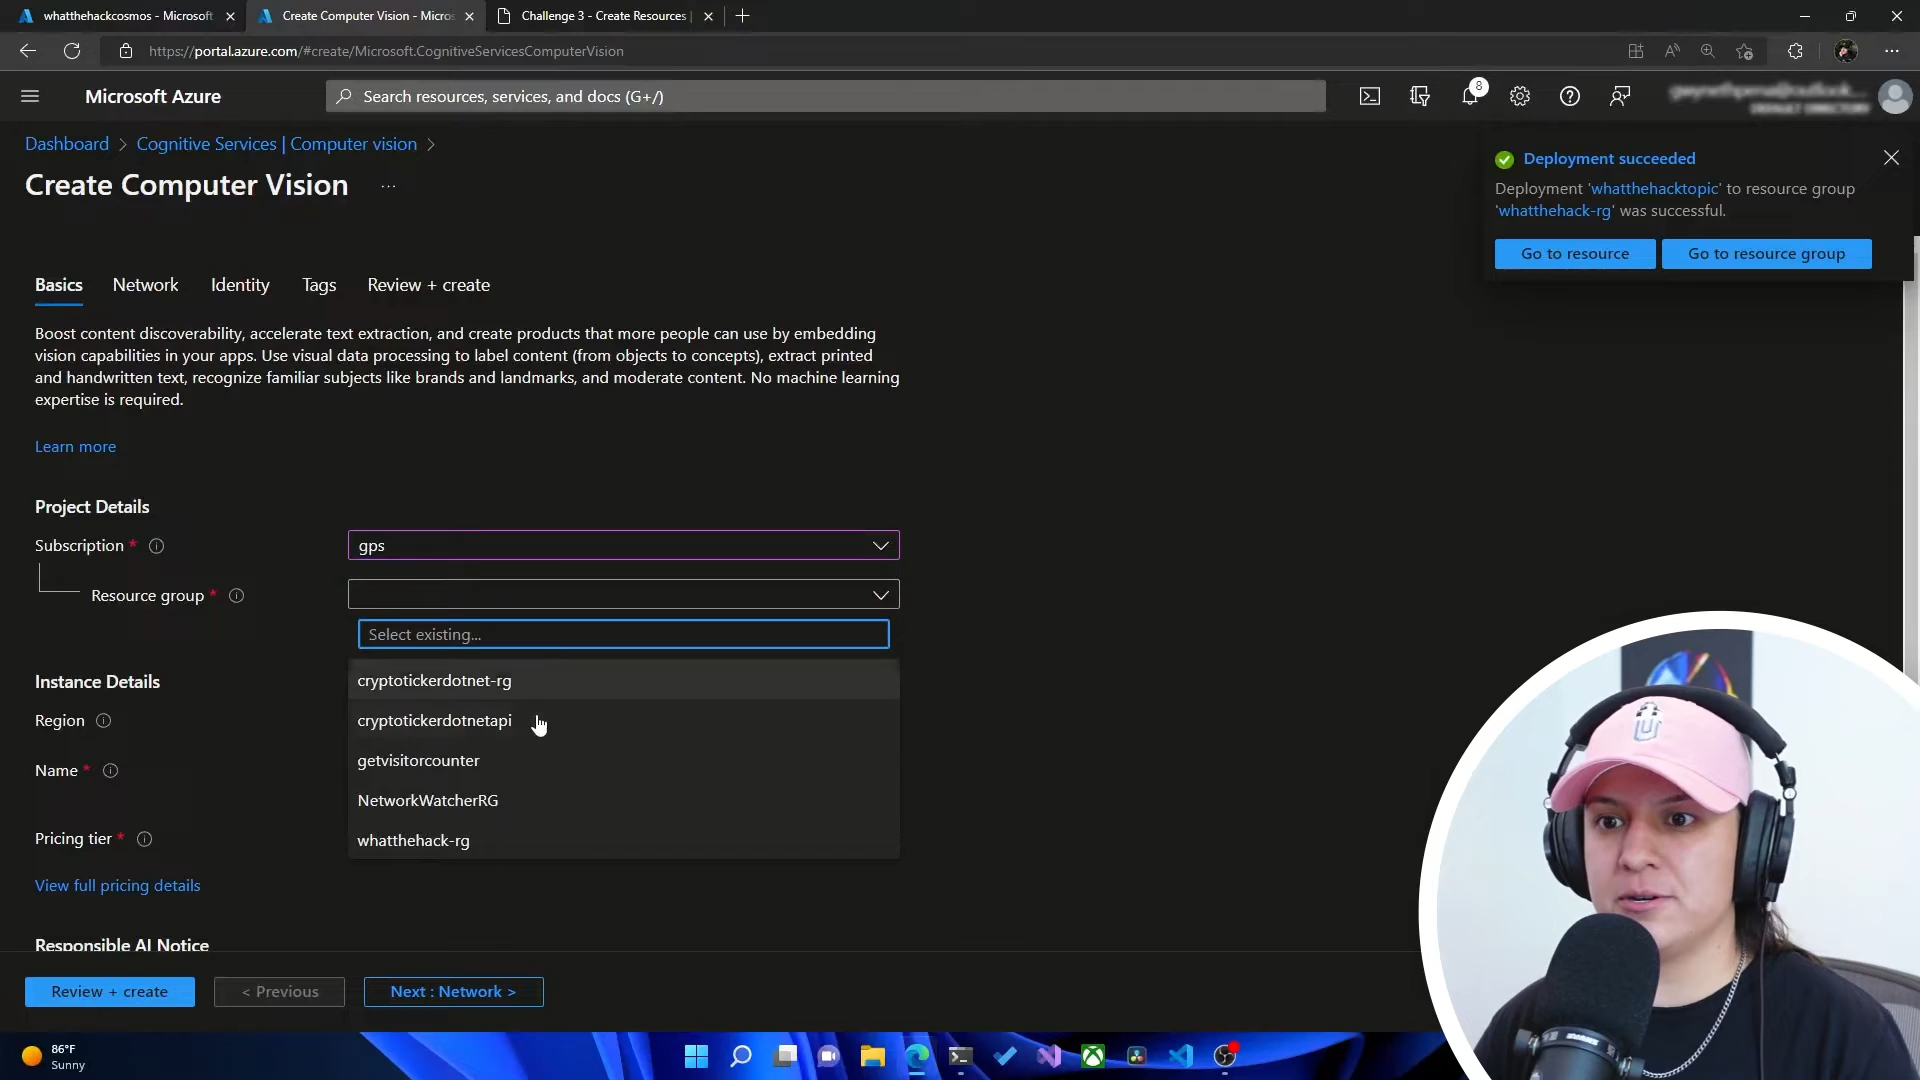 whatthehackcosmos - Microsoft
Create Computer Vision - Micros
Challenge 3 - Create Resources |
https://portal.azure.com/#create/Microsoft.CognitiveServicesComputerVision
Microsoft Azure
Search resources, services, and docs (G+/)
8
Dashboard > Cognitive Services | Computer vision >
Create Computer Vision ...
Deployment succeeded
Deployment 'whatthehacktopic' to resource group
'whatthehack-rg' was successful.
Go to resource
Go to resource group
Basics
Network
Identity
Tags
Review + create
Boost content discoverability, accelerate text extraction, and create products that more people can use by embedding
vision capabilities in your apps. Use visual data processing to label content (from objects to concepts), extract printed
and handwritten text, recognize familiar subjects like brands and landmarks, and moderate content. No machine learning
expertise is required.
Learn more
Project Details
Subscription *
gps
Resource group *
Select existing...
cryptotickerdotnet-rg
cryptotickerdotnetapi
getvisitorcounter
NetworkWatcherRG
whatthehack-rg
Instance Details
Region
Name *
Pricing tier *
View full pricing details
Responsible AI Notice
Review + create
< Previous
Next : Network >
86°F
Sunny